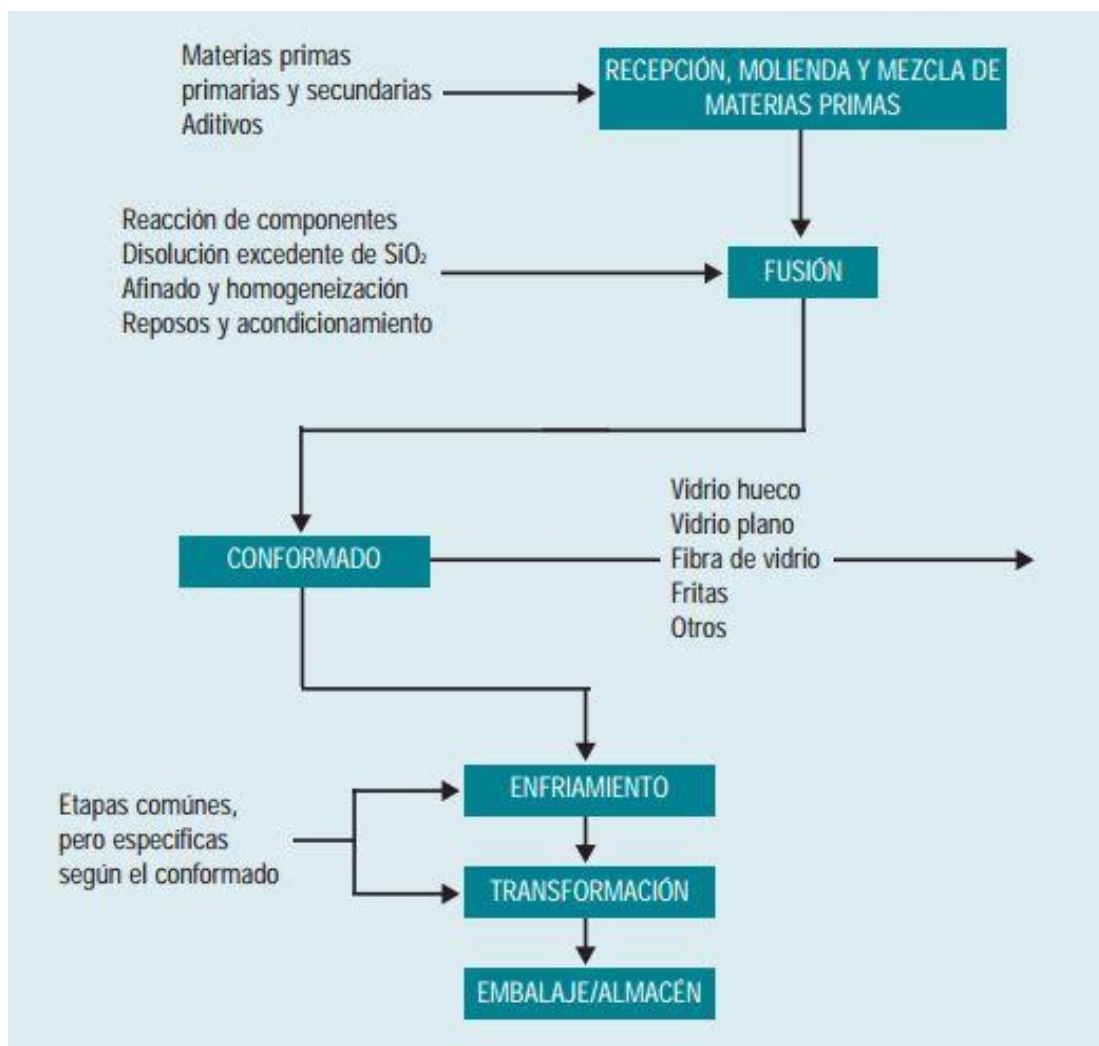 Materias primas
primarias y secundarias
Aditivos
RECEPCIÓN, MOLIENDA Y MEZCLA DE
MATERIAS PRIMAS
Reacción de componentes
Disolución excedente de SiO₂
Afinado y homogeneización
Reposos y acondicionamiento
FUSIÓN
CONFORMADO
Vidrio hueco
Vidrio plano
Fibra de vidrio
Fritas
Otros
Etapas comúnes,
pero específicas
según el conformado
ENFRIAMIENTO
TRANSFORMACIÓN
EMBALAJE/ALMACÉN